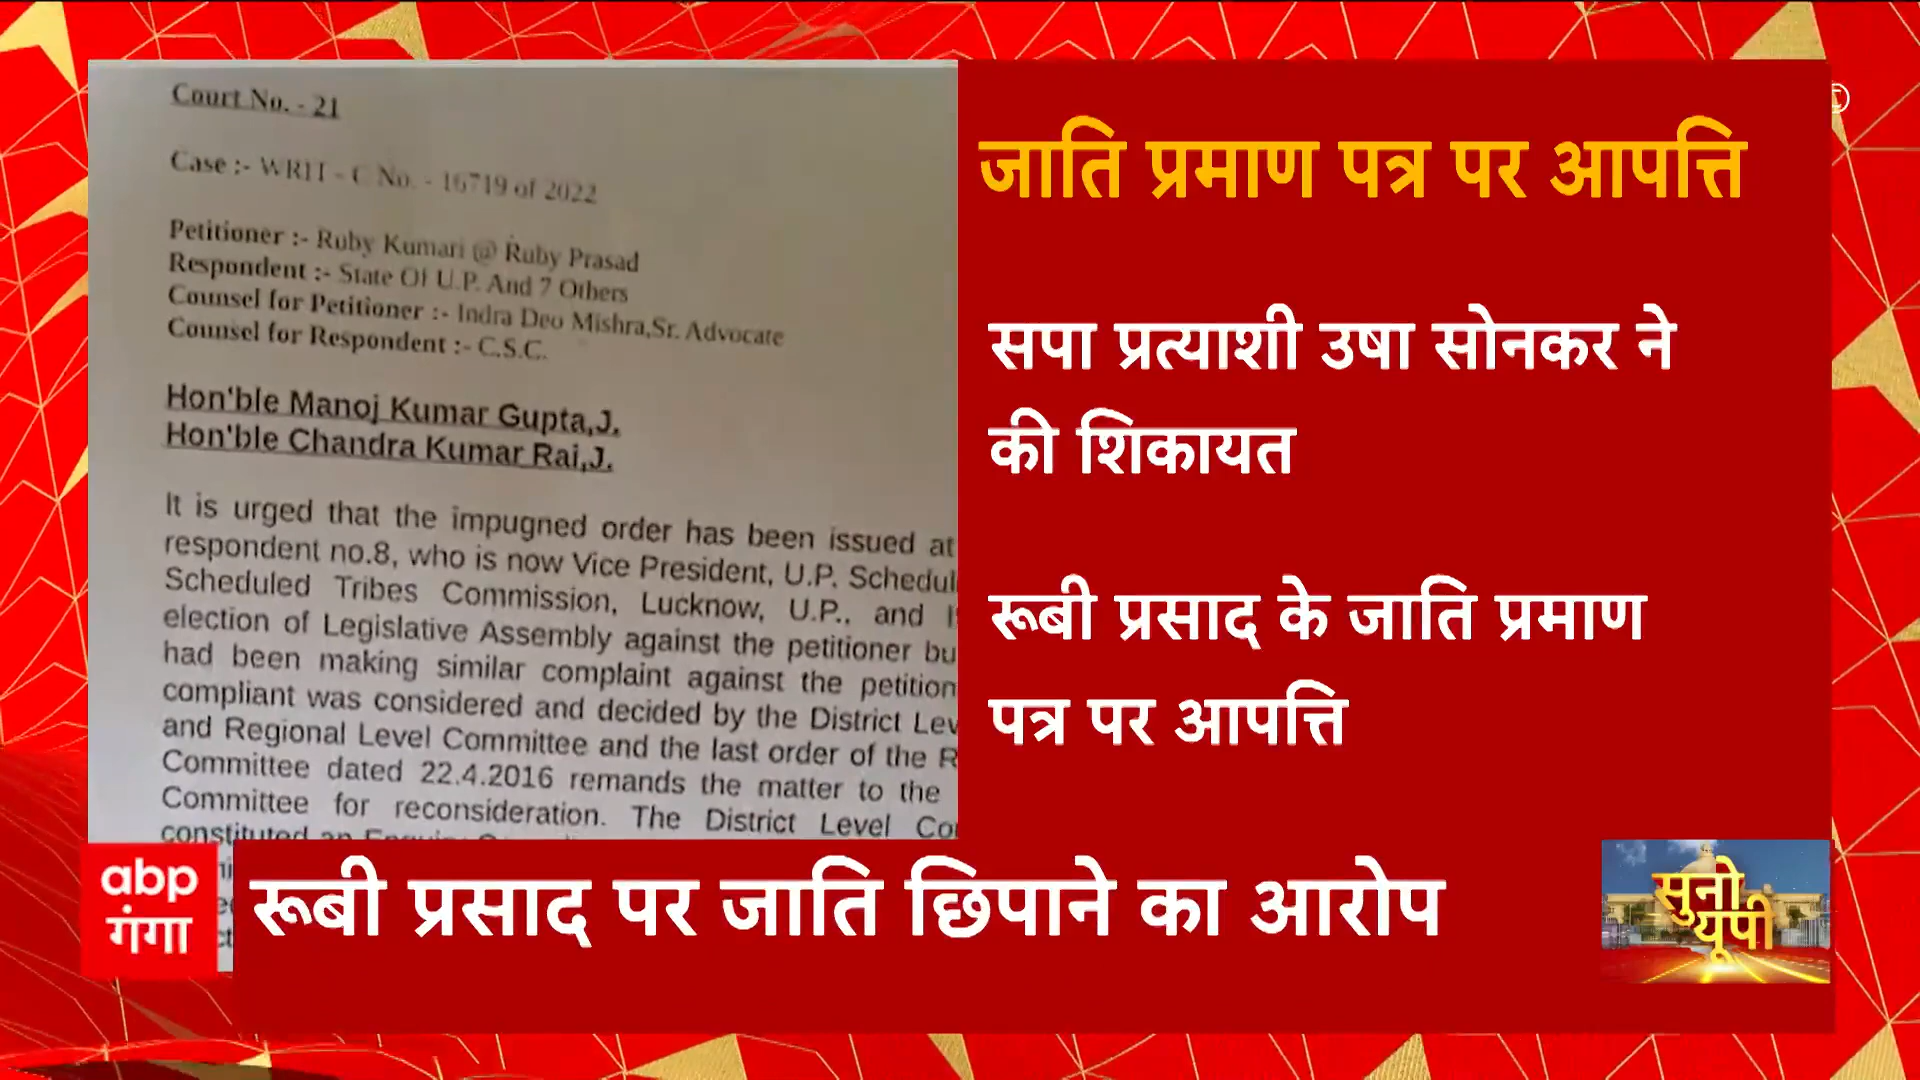 Court No. - 21
Case :- WRIT - C No. - 16719 of 2022
Petitioner :- Ruby Kumari @ Ruby Prasad
Respondent :- State Of U.P. And 7 Others
Counsel for Petitioner :- Indra Deo Mishra,Sr. Advocate
Counsel for Respondent :- C.S.C.
Hon'ble Manoj Kumar Gupta,J.
Hon'ble Chandra Kumar Rai,J.
It is urged that the impugned order has been issued at
respondent no.8, who is now Vice President, U.P.
Scheduled Tribes Commission, Lucknow, U.P., and
election of Legislative Assembly against the petitioner
had been making similar complaint against the
compliant was considered and decided by the District
and Regional Level Committee and the last order of the
Committee dated 22.4.2016 remands the matter to the
Committee for reconsideration. The District Level
जाति प्रमाण पत्र पर आपत्ति
सपा प्रत्याशी उषा सोनकर ने
की शिकायत
रूबी प्रसाद के जाति प्रमाण
पत्र पर आपत्ति
abp
गंगा
रूबी प्रसाद पर जाति छिपाने का आरोप
सुनो
यूपी